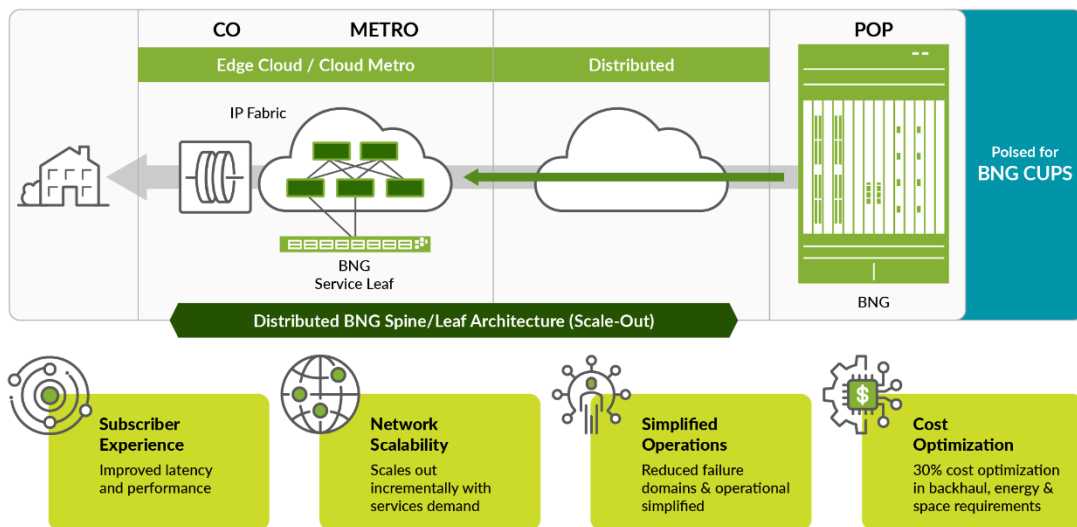 CO
METRO
POP
Edge Cloud / Cloud Metro
Distributed
IP Fabric
Poised for
BNG CUPS
BNG
Service Leaf
BNG
Distributed BNG Spine/Leaf Architecture (Scale-Out)
Subscriber
Experience
Improved latency
and performance
Network
Scalability
Scales out
incrementally with
services demand
Simplified
Operations
Reduced failure
domains & operational
simplified
$
Cost
Optimization
30% cost optimization
in backhaul, energy &
space requirements